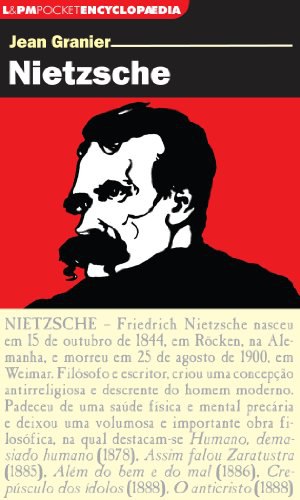 L&PM POCKET ENCYCLOPÆDIA
Jean Granier
Nietzsche
NIETZSCHE – Friedrich Nietzsche nasceu
em 15 de outubro de 1844, em Röcken, na Ale-
manha, e morreu em 25 de agosto de 1900, em
Weimar. Filósofo e escritor, criou uma concepção
antirreligiosa e descrente do homem moderno.
Padeceu de uma saúde física e mental precária
e deixou uma volumosa e importante obra fi-
losófica, na qual destacam-se Humano, dema-
siado humano (1878), Assim falou Zaratustra
(1885), Além do bem e do mal (1886), Cre-
púsculo dos ídolos (1888), O anticristo (1888)